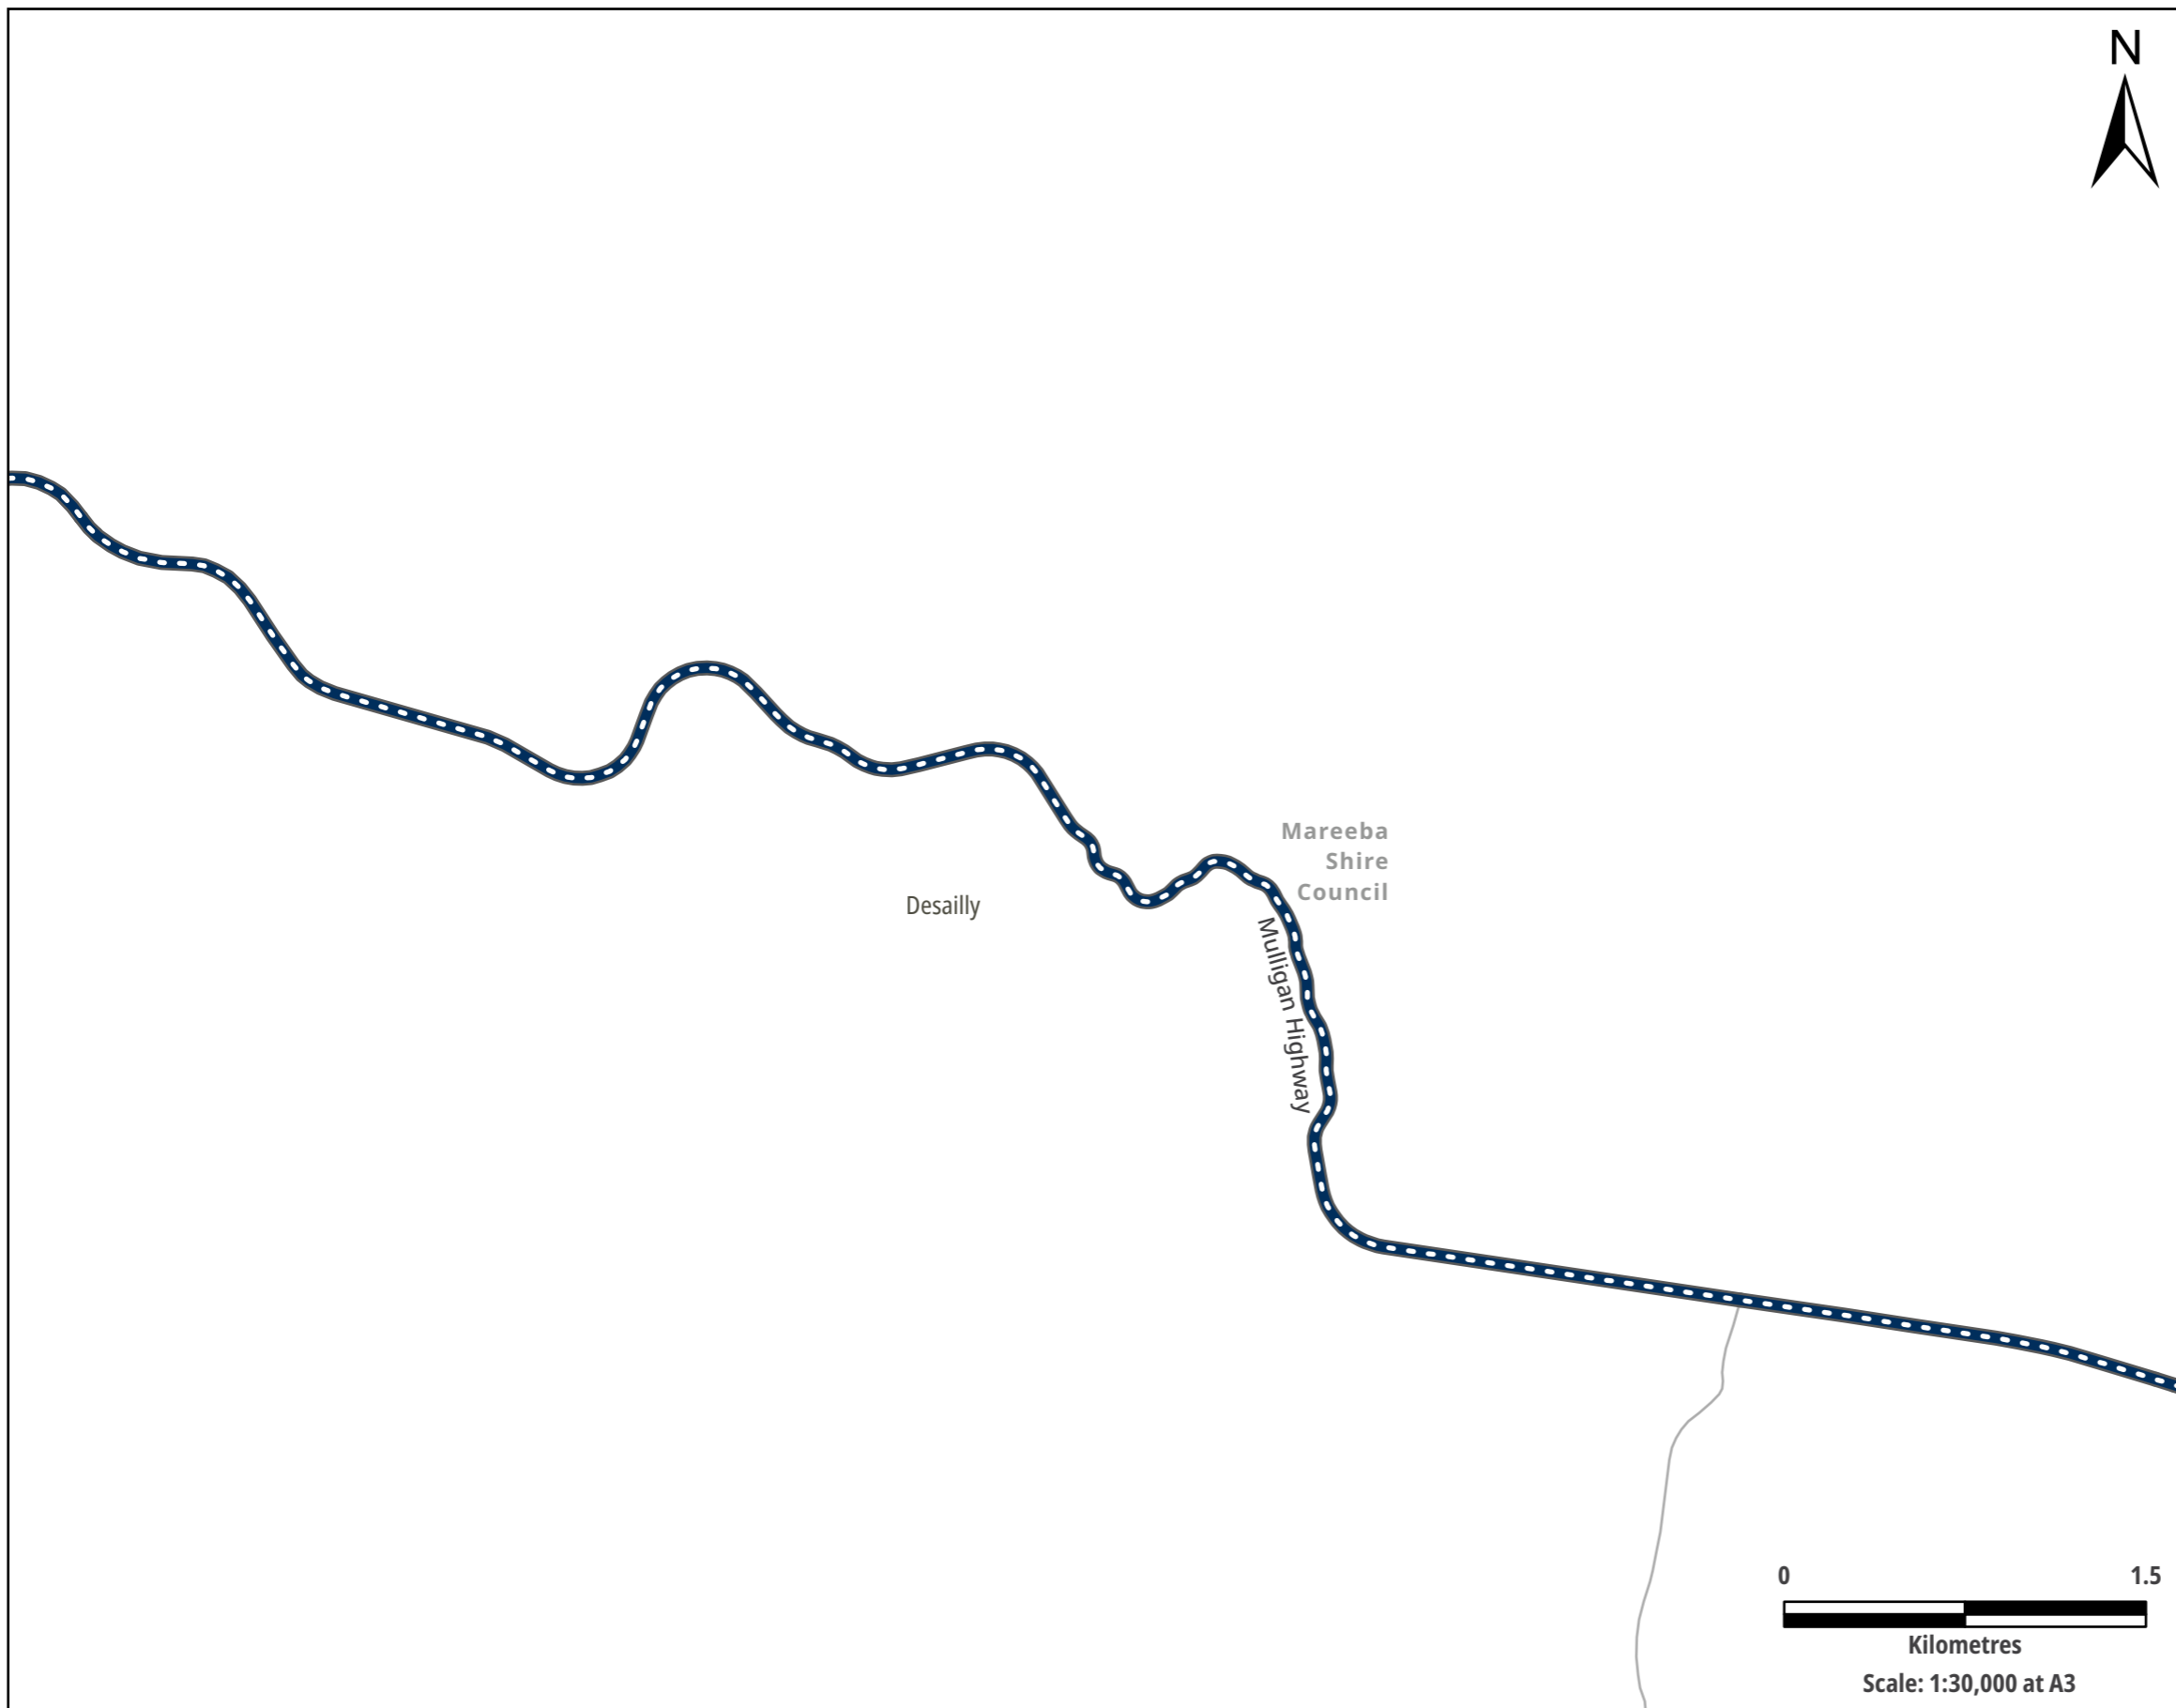 N
Mareeba
Shire
Council
Desailly
Mulligan Highway
0 1.5
Kilometres
Scale: 1:30,000 at A3